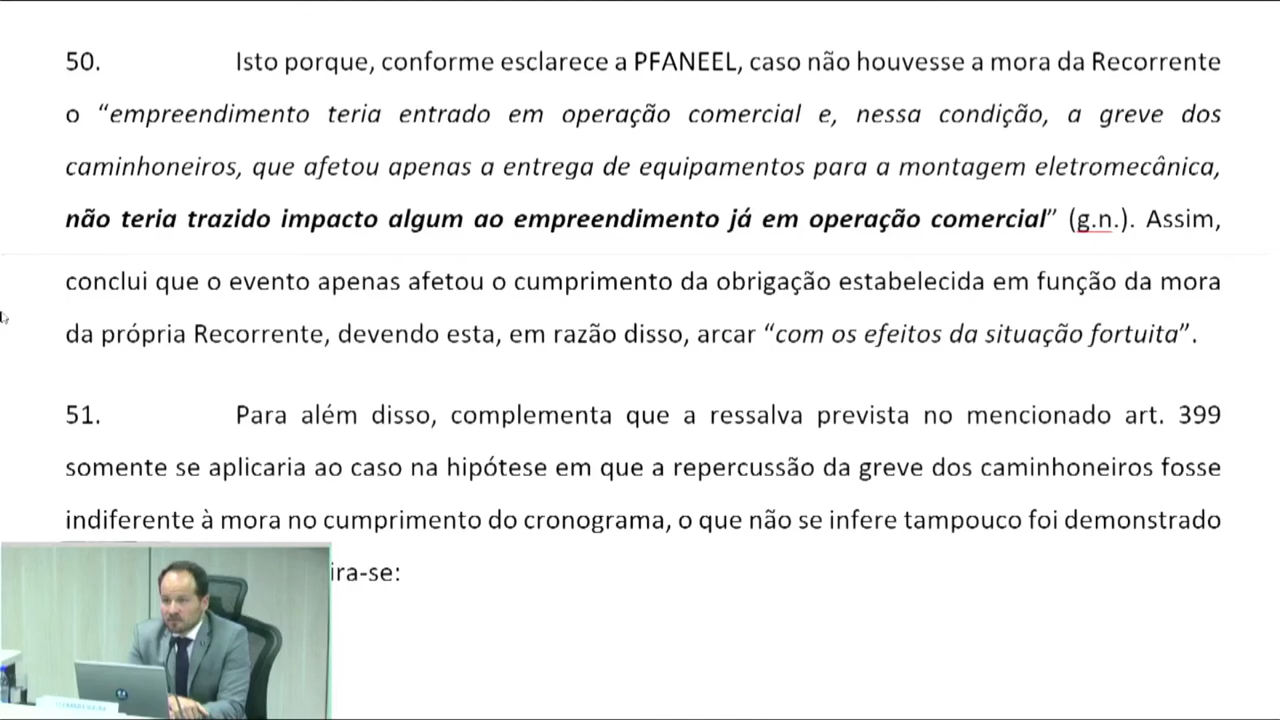 50. Isto porque, conforme esclarece a PFANEEL, caso não houvesse a mora da Recorrente
o “empreendimento teria entrado em operação comercial e, nessa condição, a greve dos
caminhoneiros, que afetou apenas a entrega de equipamentos para a montagem eletromecânica,
não teria trazido impacto algum ao empreendimento já em operação comercial” (g.n.). Assim,
conclui que o evento apenas afetou o cumprimento da obrigação estabelecida em função da mora
da própria Recorrente, devendo esta, em razão disso, arcar “com os efeitos da situação fortuita”.
51. Para além disso, complementa que a ressalva prevista no mencionado art. 399
somente se aplicaria ao caso na hipótese em que a repercussão da greve dos caminhoneiros fosse
indiferente à mora no cumprimento do cronograma, o que não se infere tampouco foi demonstrado
ira-se: